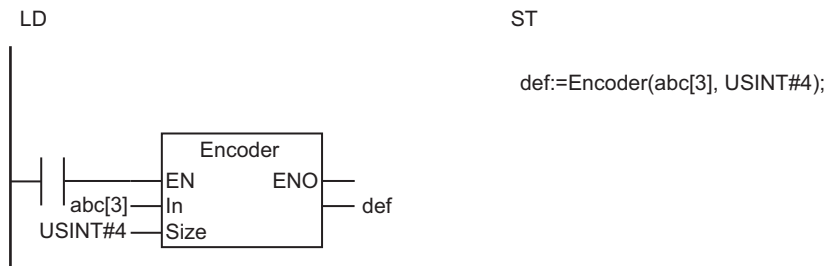 LD
ST
def:=Encoder(abc[3], USINT#4);
Encoder
EN ENO
abc[3] In def
USINT#4 Size